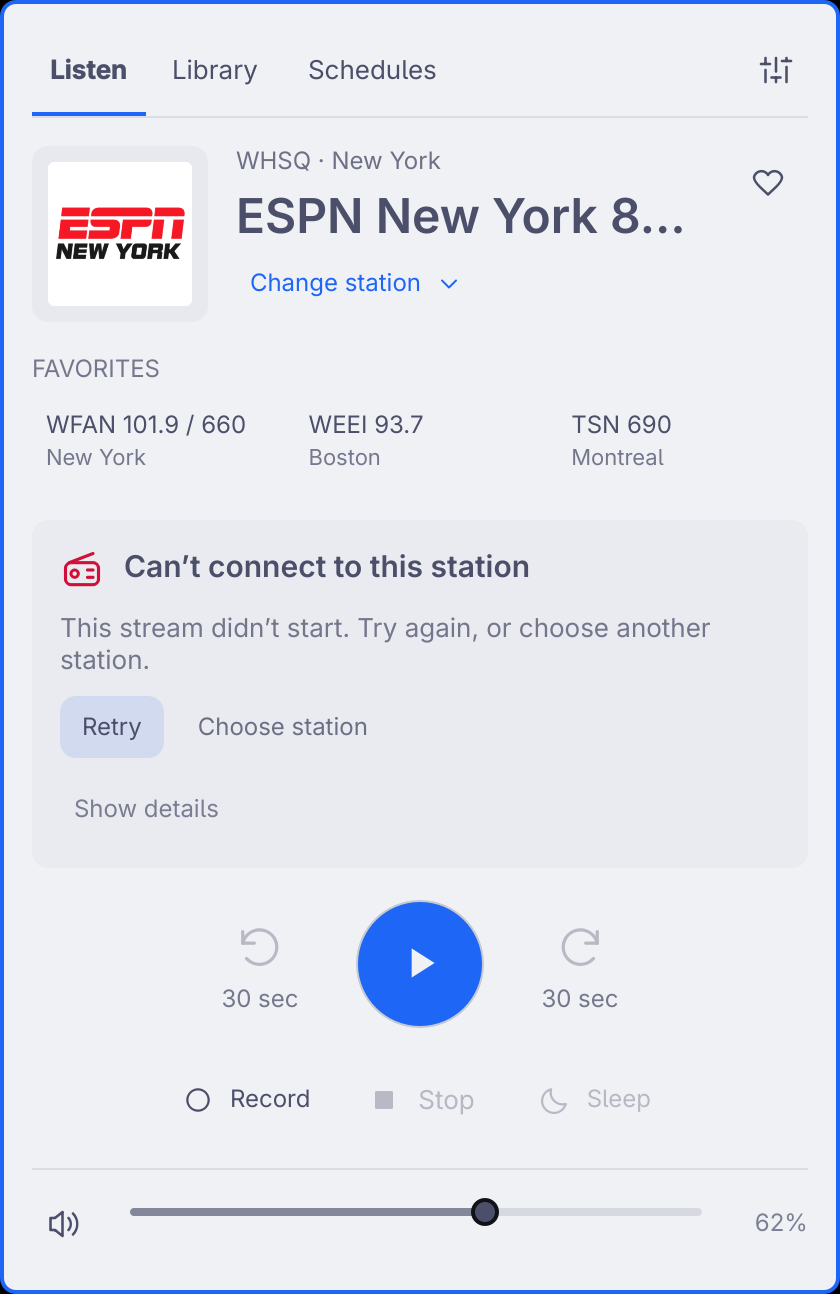 Listen Library Schedules
ESPN
NEW YORK
WHSQ · New York
ESPN New York 8...
Change station
FAVORITES
WFAN 101.9 / 660 WEEI 93.7 TSN 690
New York Boston Montreal
Can’t connect to this station
This stream didn’t start. Try again, or choose another
station.
Retry Choose station
Show details
30 sec 30 sec
Record Stop Sleep
62%